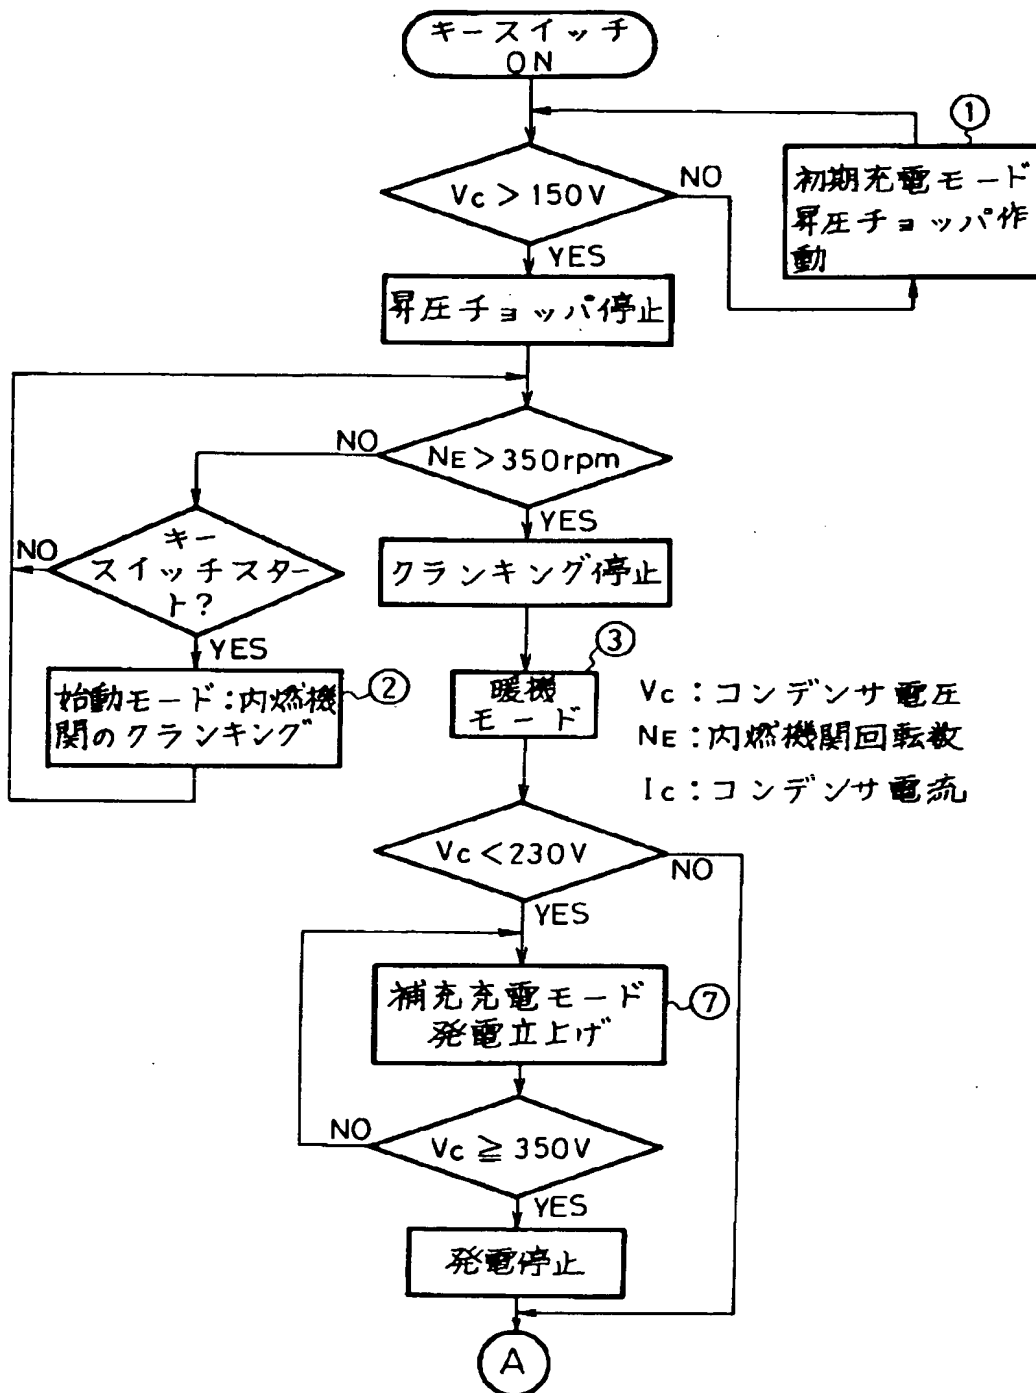 キースイッチ
ON
①
Vc > 150V
NO
初期充電モード
昇圧チョッパ作
動
YES
昇圧チョッパ停止
NO
NE > 350rpm
YES
キー
スイッチスター
ト?
NO
クランキング停止
YES
③
②
始動モード:内燃機
関のクランキング
暖機
モード
Vc:コンデンサ電圧
NE:内燃機関回転数
Ic:コンデンサ電流
Vc < 230V
NO
YES
補充充電モード
発電立上げ
⑦
NO
Vc ≧ 350V
YES
発電停止
A